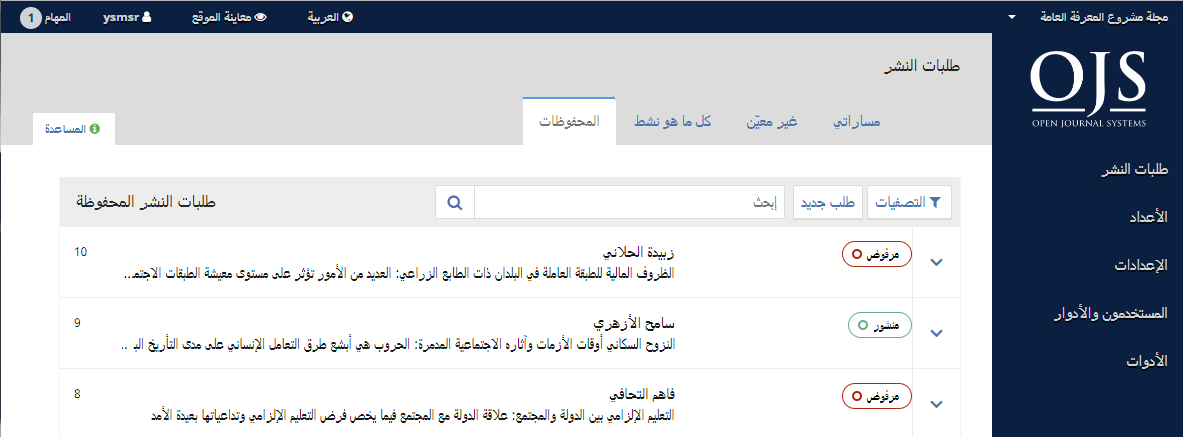 مجلة مشروع المعرفة العامة
العربية
معاينة الموقع
ysmsr
المهام 1
OJS
OPEN JOURNAL SYSTEMS
طلبات النشر
الأعداد
الإعدادات
المستخدمون والأدوار
الأدوات
طلبات النشر
مساراتي
غير معيّن
كل ما هو نشط
المحفوظات
المساعدة
التصفيات
طلب جديد
إبحث
طلبات النشر المحفوظة
مرفوض
زبيدة الحلاني
10
الظروف المالية للطبقة العاملة في البلدان ذات الطابع الزراعي: العديد من الأمور تؤثر على مستوى معيشة الطبقات الاجتمـ...
منشور
سامح الأزهري
9
النزوح السكاني أوقات الأزمات وآثاره الاجتماعية المدمرة: الحروب هي أبشع طرق التعامل الإنساني على مدى التأريخ البـ...
مرفوض
فاهم التحافي
8
التعليم الإلزامي بين الدولة والمجتمع: علاقة الدولة مع المجتمع فيما يخص فرض التعليم الإلزامي وتداعياتها بعيدة الأمد